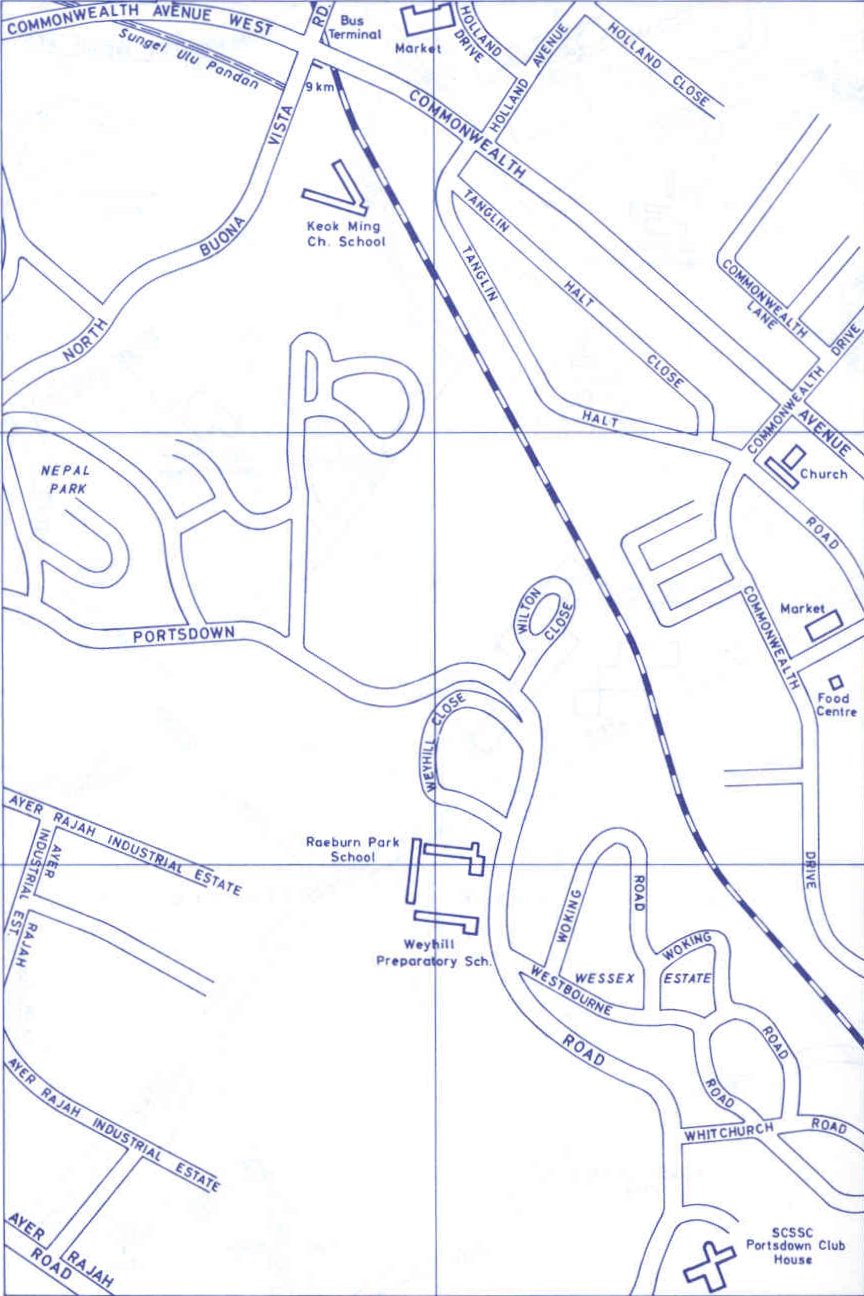 COMMONWEALTH AVENUE WEST
RD.
Bus
Terminal
Market
HOLLAND
DRIVE
HOLLAND AVENUE
HOLLAND CLOSE
Sungei Ulu Pandan
9 km
COMMONWEALTH
VISTA
BUONA
NORTH
Keok Ming
Ch. School
TANGLIN
HALT
CLOSE
TANGLIN
HALT
COMMONWEALTH
LANE
COMMONWEALTH DRIVE
AVENUE
Church
ROAD
NEPAL
PARK
PORTSDOWN
WILTON
CLOSE
COMMONWEALTH
Market
Food
Centre
WEYHILL CLOSE
AYER RAJAH INDUSTRIAL ESTATE
AYER
INDUSTRIAL EST.
RAJAH
Raeburn Park
School
DRIVE
WOKING
ROAD
Weyhill
Preparatory Sch.
WOKING
WESSEX ESTATE
WESTBOURNE
ROAD
ROAD
ROAD
AYER RAJAH INDUSTRIAL ESTATE
WHITCHURCH
ROAD
AYER RAJAH
ROAD
SCSSC
Portsdown Club
House